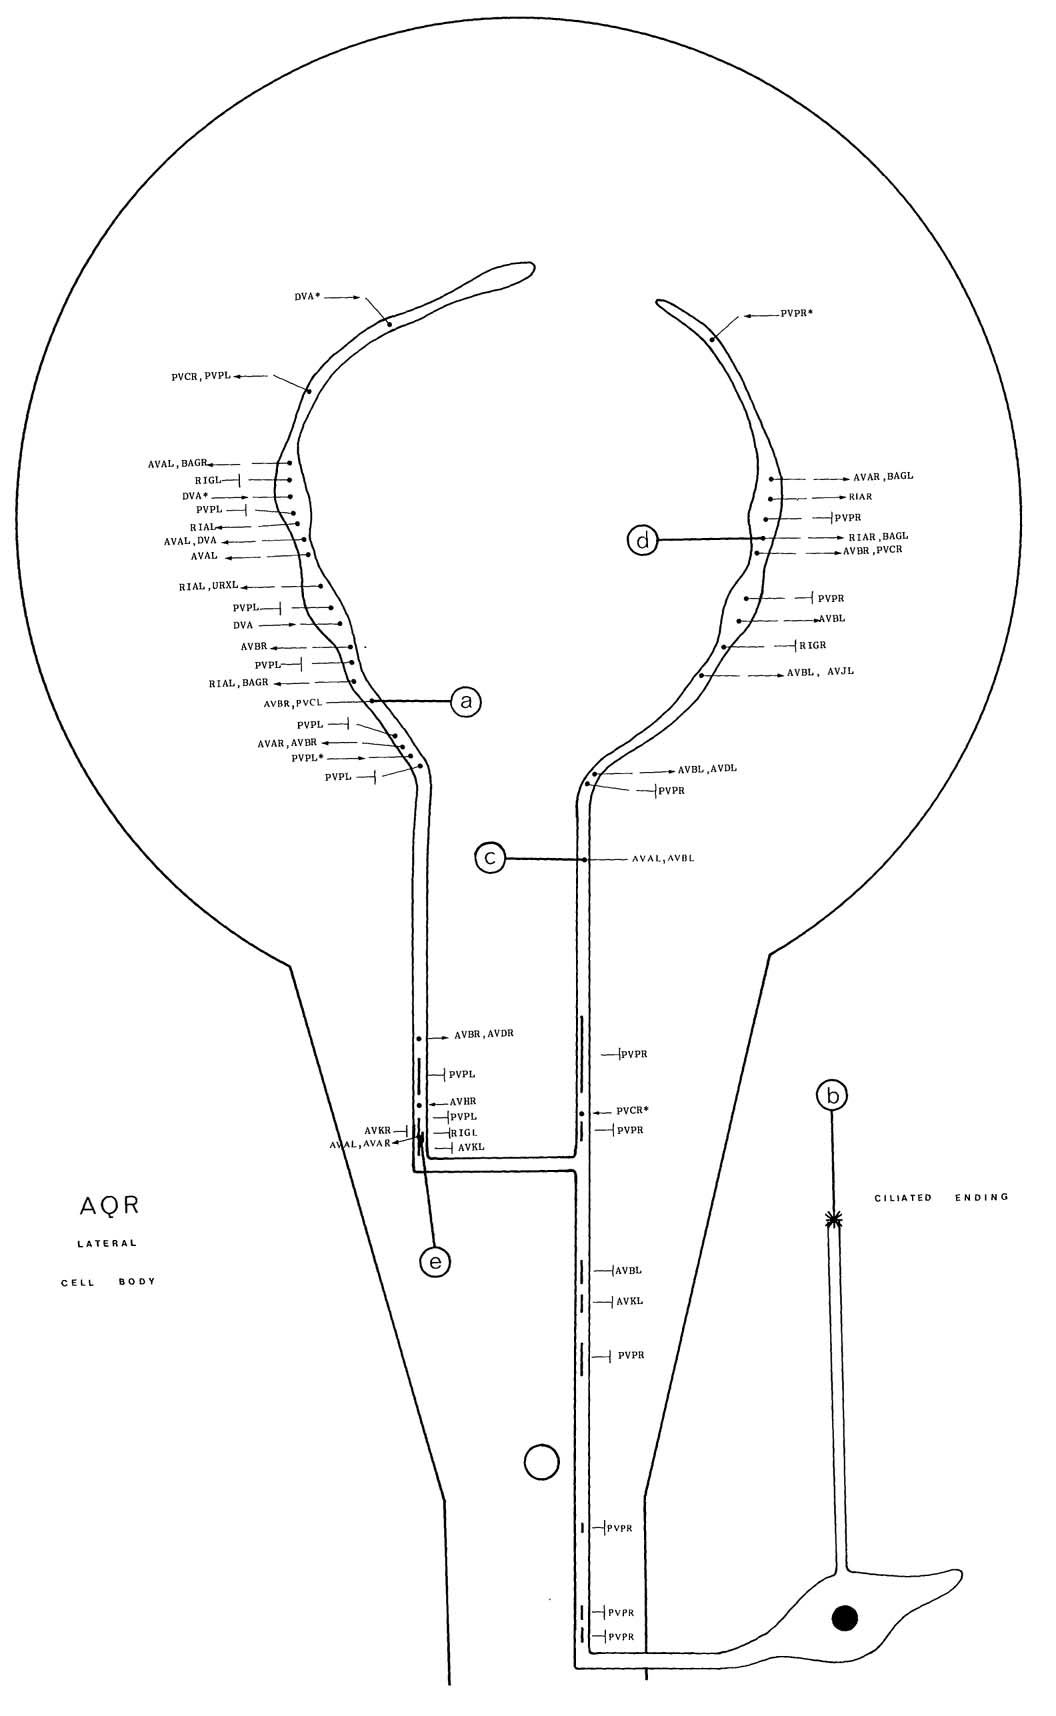 DVA*
PVPR*
PVCR, PVPL
AVAL, BAGR
RIGL
DVA*
PVPL
RIAL
AVAL, DVA
AVAL
RIAL, URXL
PVPL
DVA
AVBR
PVPL
RIAL, BAGR
AVBR, PVCL
a
PVPL
AVAR, AVBR
PVPL*
PVPL
AVAR, BAGL
RIAR
PVPR
d
RIAR, BAGL
AVBR, PVCR
PVPR
AVBL
RIGR
AVBL, AVJL
AVBL, AVDL
PVPR
c
AVAL, AVBL
AVBR, AVDR
PVPL
AVHR
PVPL
AVKR
RIGL
AVAL, AVAR
AVKL
PVPR
PVCR*
PVPR
b
CILIATED ENDING
AQR
LATERAL
CELL BODY
e
AVBL
AVKL
PVPR
PVPR
PVPR
PVPR